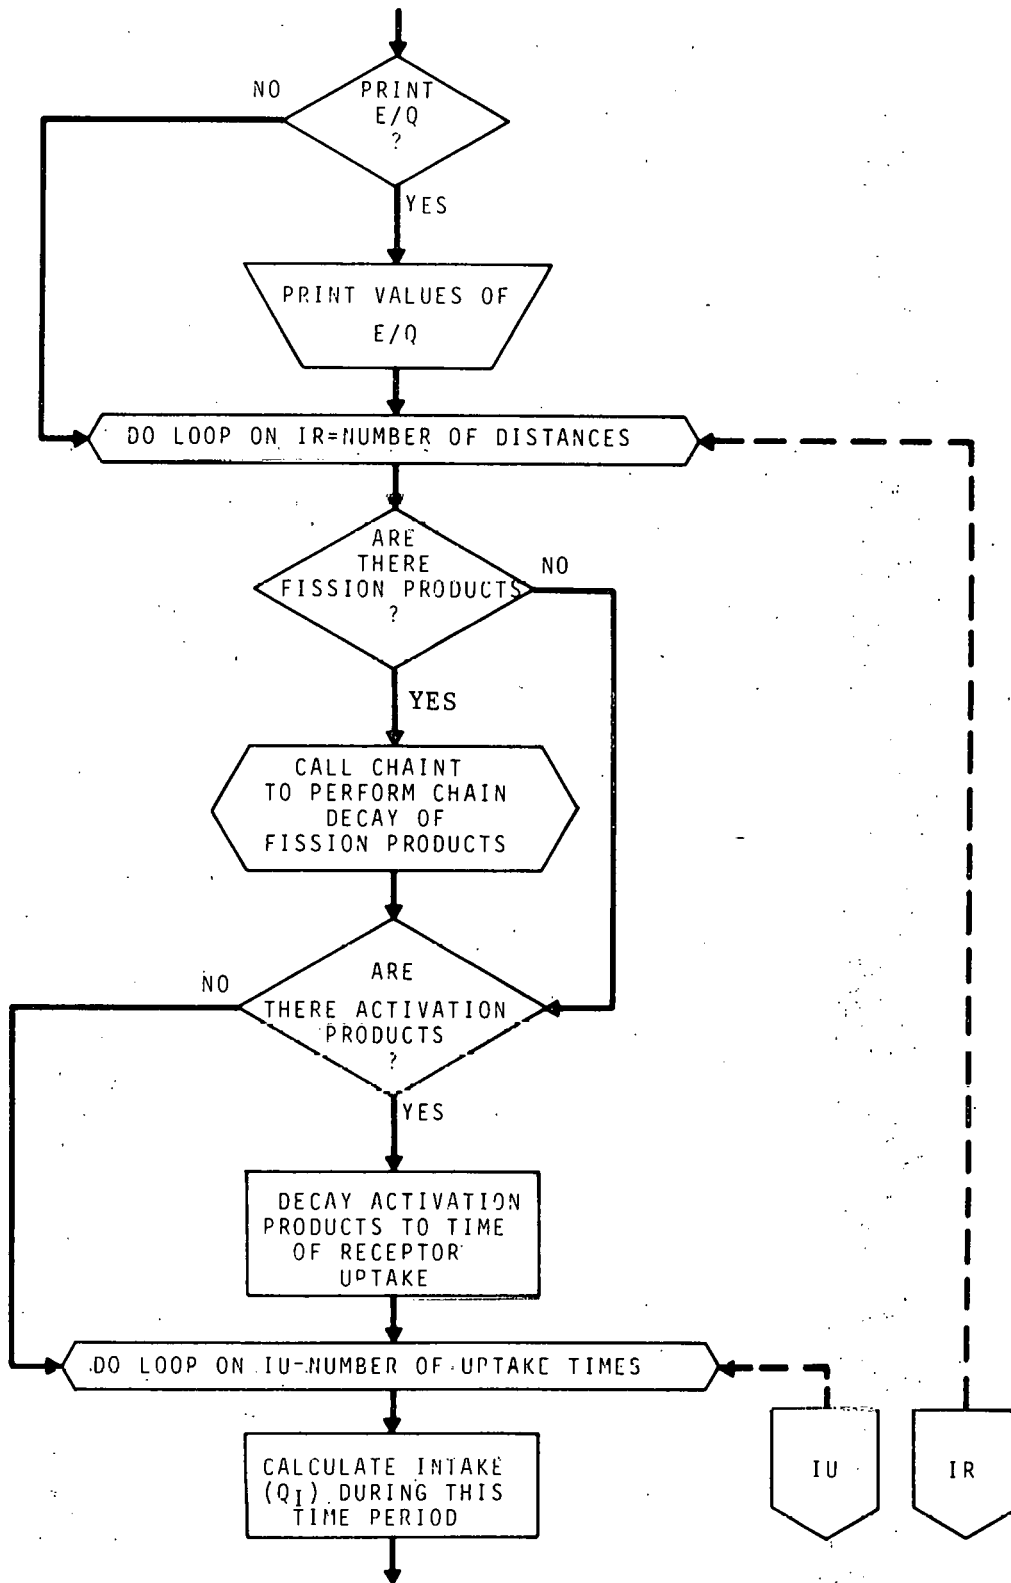 PRINT
E/Q
?
NO
YES
PRINT VALUES OF
E/Q
DO LOOP ON IR=NUMBER OF DISTANCES
ARE
THERE
FISSION PRODUCTS
?
NO
YES
CALL CHAINT
TO PERFORM CHAIN
DECAY OF
FISSION PRODUCTS
ARE
THERE ACTIVATION
PRODUCTS
?
NO
YES
DECAY ACTIVATION
PRODUCTS TO TIME
OF RECEPTOR
UPTAKE
DO LOOP ON IU-NUMBER OF UPTAKE TIMES
CALCULATE INTAKE
(QI) DURING THIS
TIME PERIOD
IU
IR